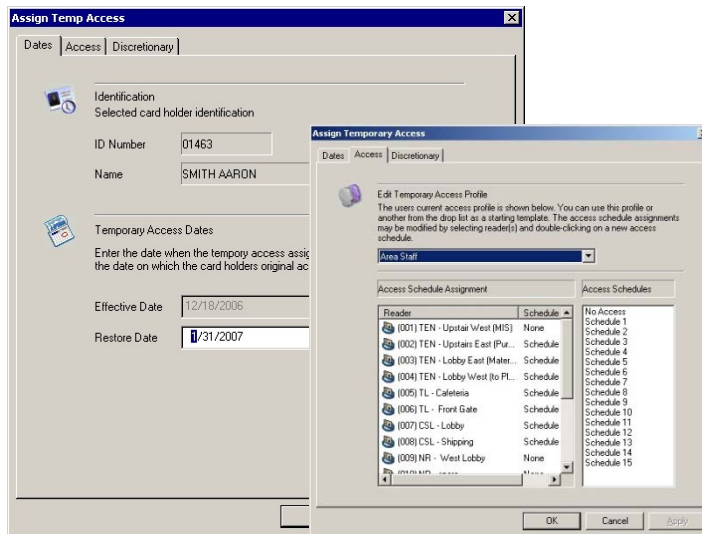 Assign Temp Access
Dates Access Discretionary
Identification
Selected card holder identification
ID Number 01463
Name SMITH AARON
Temporary Access Dates
Enter the date when the tempory access assig
the date on which the card holders original ac
Effective Date 12/18/2006
Restore Date 1/31/2007
Assign Temporary Access
Dates Access Discretionary
Edit Temporary Access Profile
The users current access profile is shown below. You can use this profile or
another from the drop list as a starting template. The access schedule assignments
may be modified by selecting reader(s) and double-clicking on a new access
schedule.
Area Staff
Access Schedule Assignment
Reader Schedule
(001) TEN - Upstair West (MIS) None
(002) TEN - Upstairs East (Pur... Schedule
(003) TEN - Lobby East (Mater... Schedule
(004) TEN - Lobby West (to Pl... Schedule
(005) TL - Cafeteria Schedule
(006) TL - Front Gate Schedule
(007) CSL - Lobby Schedule
(008) CSL - Shipping Schedule
(009) NR - West Lobby None
Access Schedules
No Access
Schedule 1
Schedule 2
Schedule 3
Schedule 4
Schedule 5
Schedule 6
Schedule 7
Schedule 8
Schedule 9
Schedule 10
Schedule 11
Schedule 12
Schedule 13
Schedule 14
Schedule 15
OK Cancel Apply